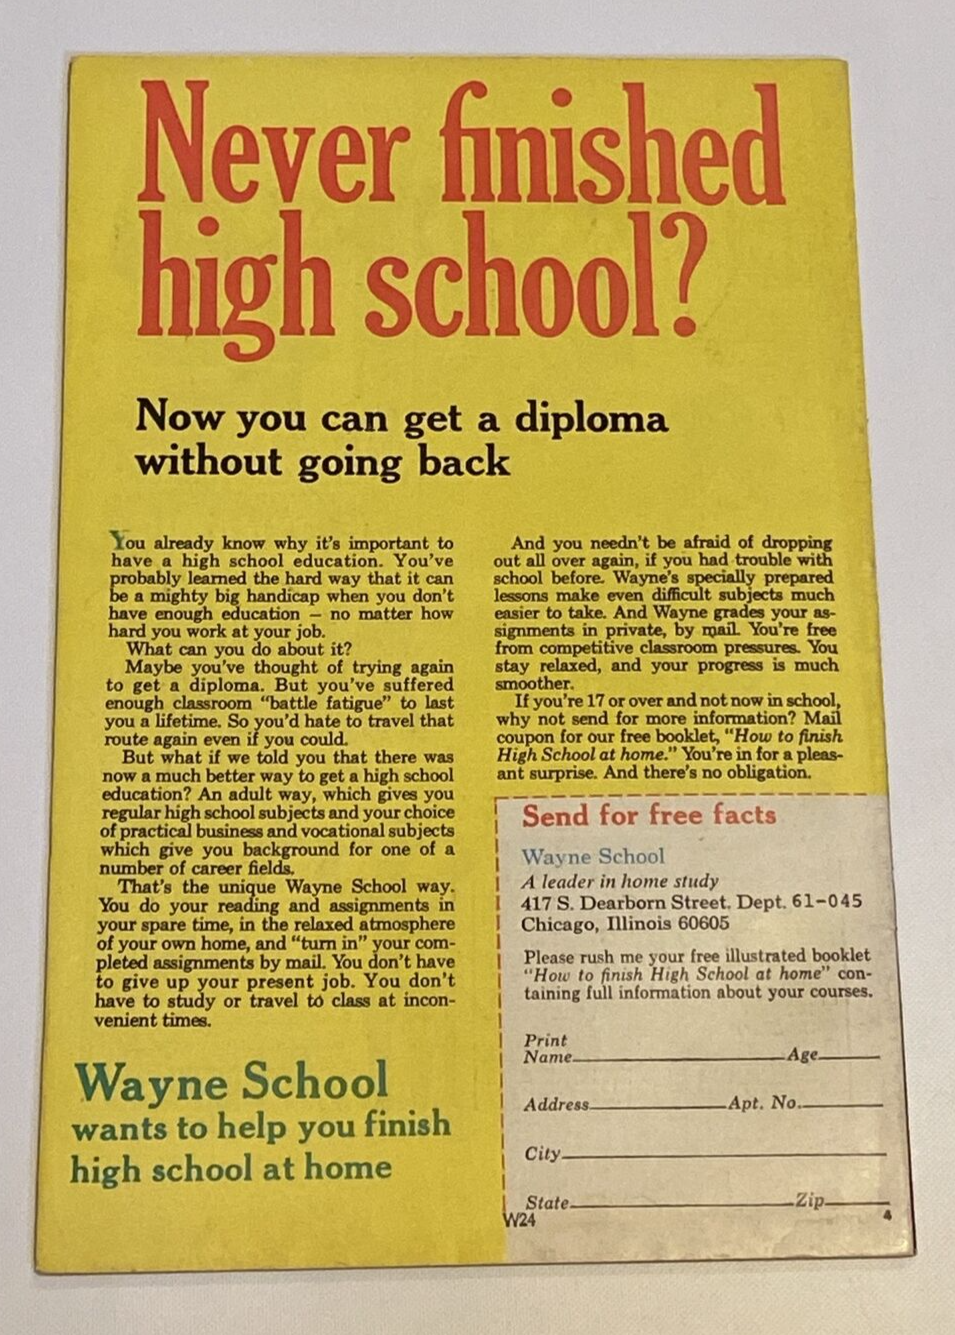 Never finished
high school?
Now you can get a diploma
without going back
You already know why it's important to
have a high school education. You've
probably learned the hard way that it can
be a mighty big handicap when you don't
have enough education – no matter how
hard you work at your job.
What can you do about it?
Maybe you've thought of trying again
to get a diploma. But you've suffered
enough classroom "battle fatigue" to last
you a lifetime. So you'd hate to travel that
route again even if you could.
But what if we told you that there was
now a much better way to get a high school
education? An adult way, which gives you
regular high school subjects and your choice
of practical business and vocational subjects
which give you background for one of a
number of career fields.
That's the unique Wayne School way.
You do your reading and assignments in
your spare time, in the relaxed atmosphere
of your own home, and "turn in" your com-
pleted assignments by mail. You don't have
to give up your present job. You don't
have to study or travel to class at incon-
venient times.
Wayne School
wants to help you finish
high school at home
And you needn't be afraid of dropping
out all over again, if you had trouble with
school before. Wayne's specially prepared
lessons make even difficult subjects much
easier to take. And Wayne grades your as-
signments in private, by mail. You're free
from competitive classroom pressures. You
stay relaxed, and your progress is much
smoother.
If you're 17 or over and not now in school,
why not send for more information? Mail
coupon for our free booklet, "How to finish
High School at home." You're in for a pleas-
ant surprise. And there's no obligation.
Send for free facts
Wayne School
A leader in home study
417 S. Dearborn Street. Dept. 61-045
Chicago, Illinois 60605
Please rush me your free illustrated booklet
"How to finish High School at home" con-
taining full information about your courses.
Print
Name Age
Address Apt. No.
City
State Zip
W24 4